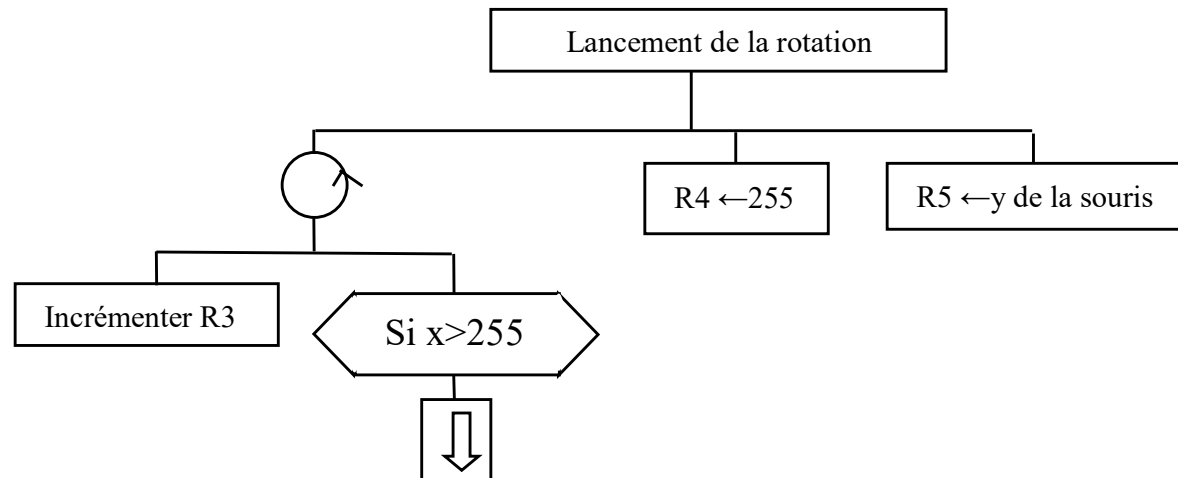 Lancement de la rotation
R4 ←255
R5 ←y de la souris
Incrémenter R3
Si x>255